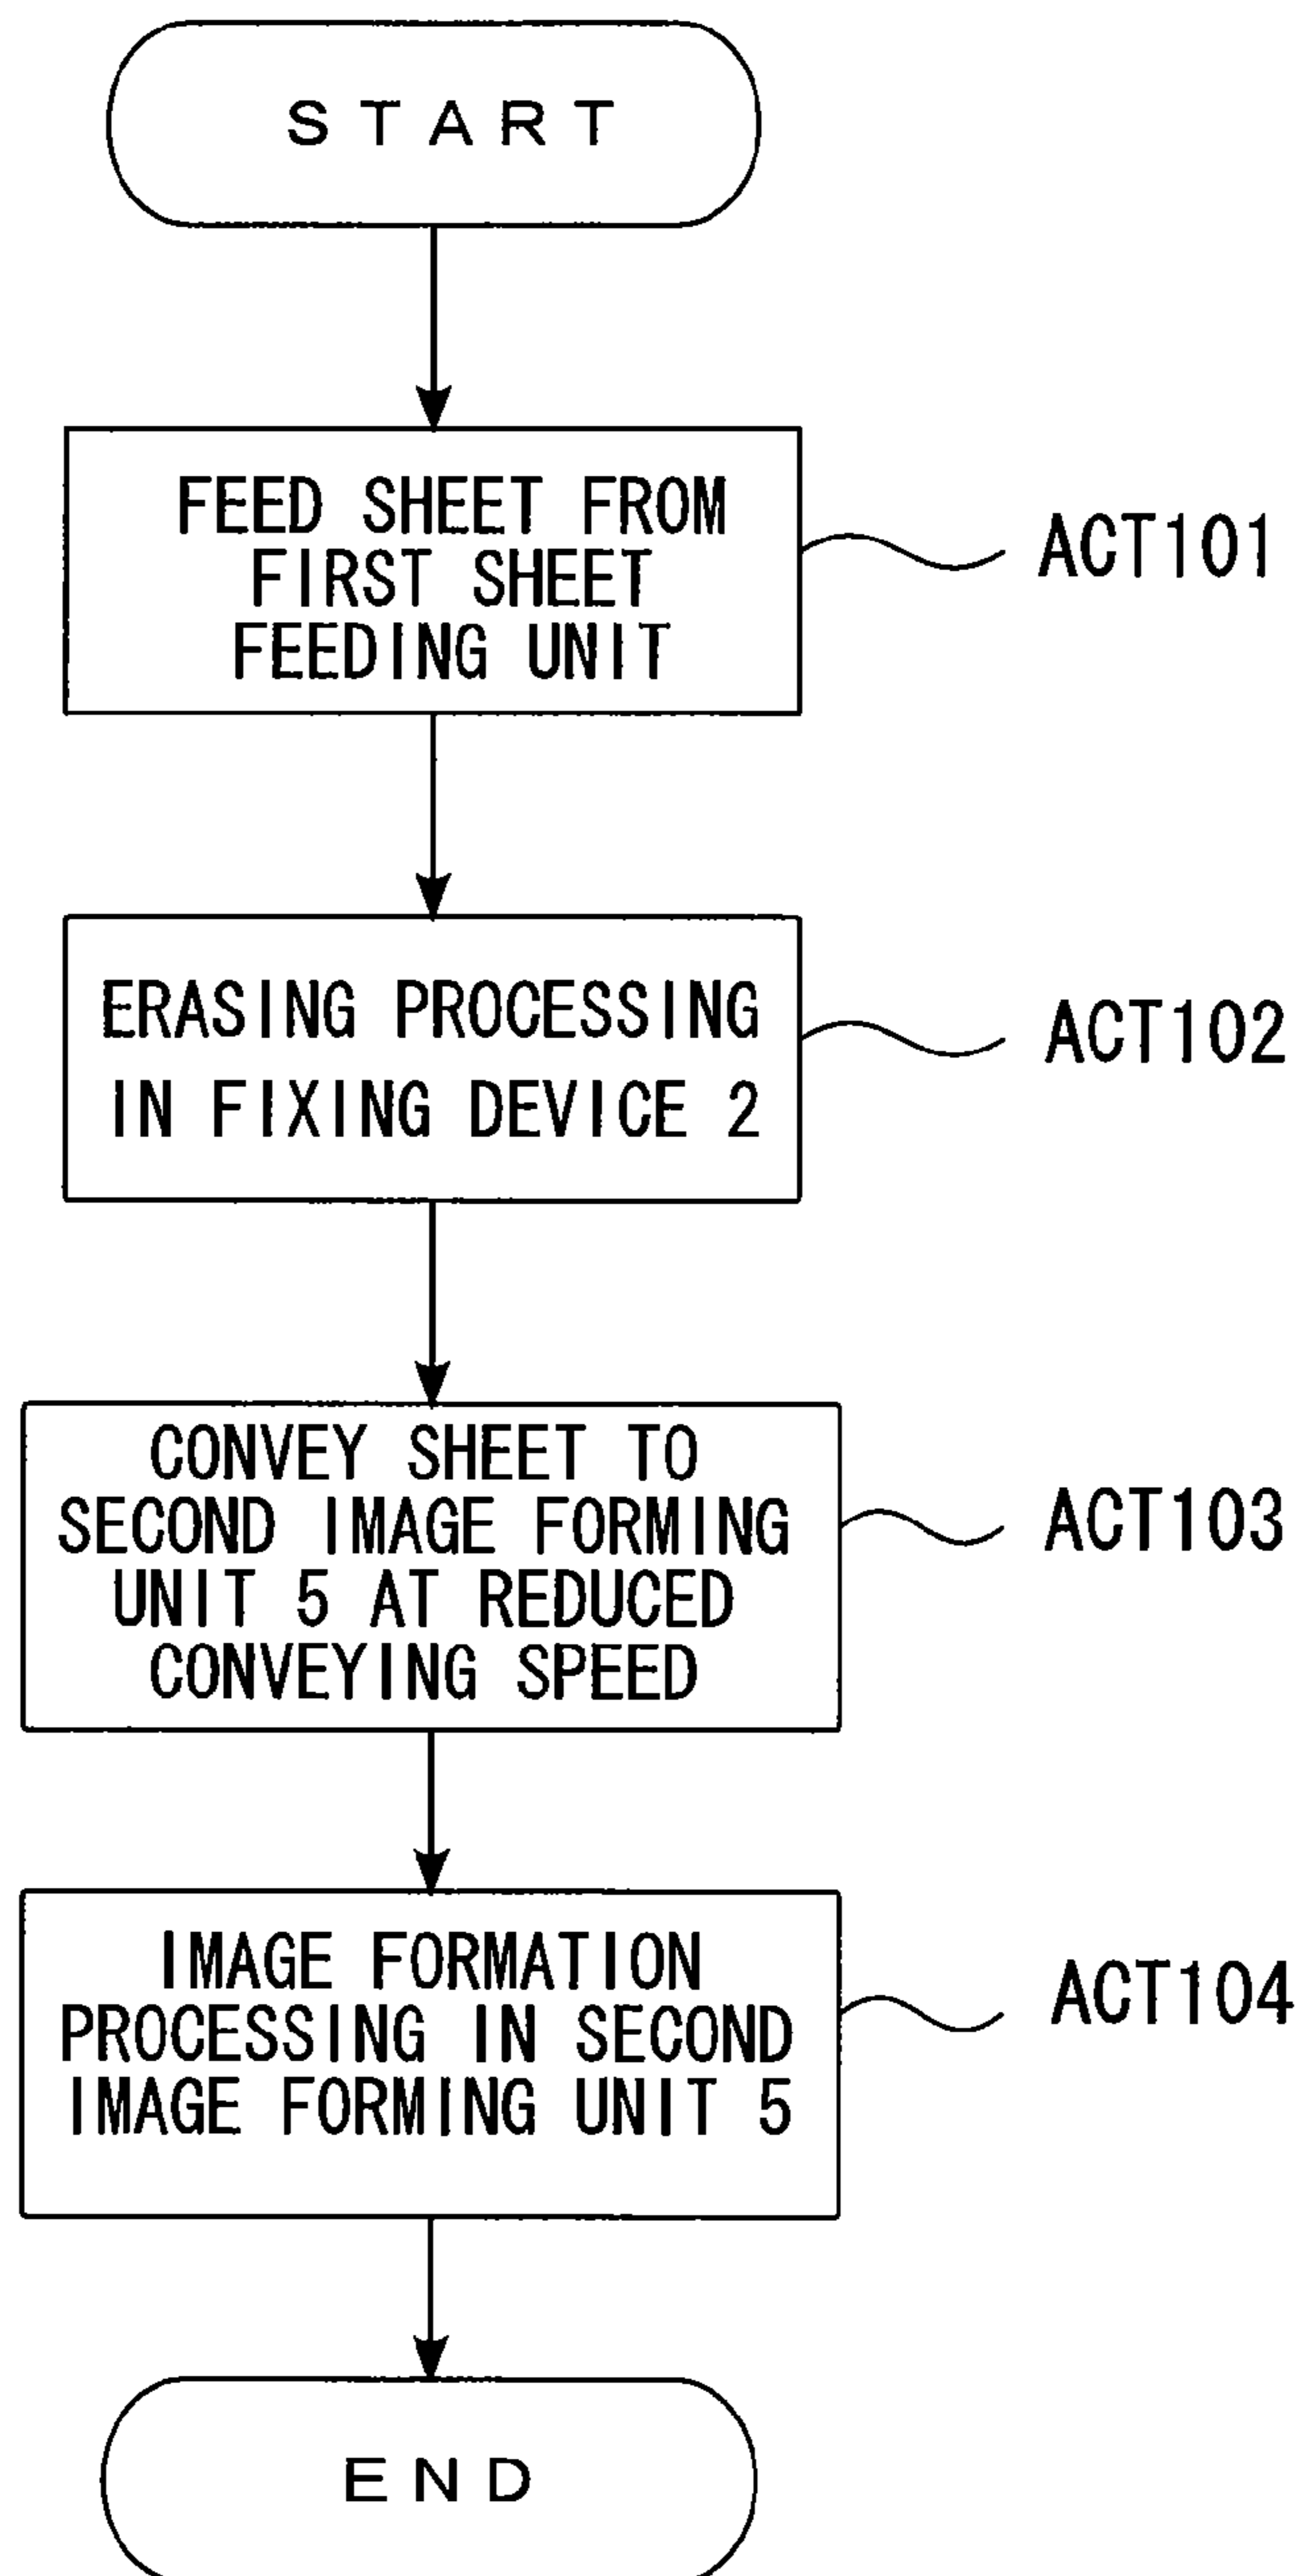 START
FEED SHEET FROM
FIRST SHEET
FEEDING UNIT
ACT101
ERASING PROCESSING
IN FIXING DEVICE 2
ACT102
CONVEY SHEET TO
SECOND IMAGE FORMING
UNIT 5 AT REDUCED
CONVEYING SPEED
ACT103
IMAGE FORMATION
PROCESSING IN SECOND
IMAGE FORMING UNIT 5
ACT104
END